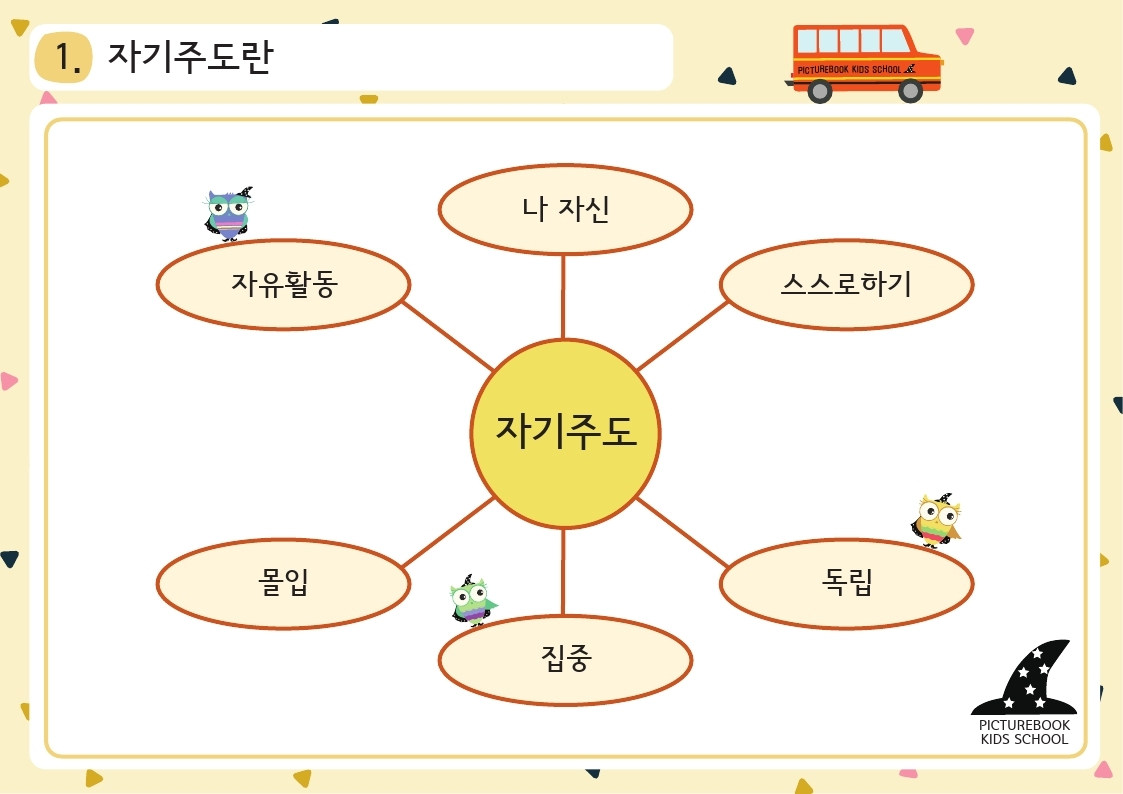 1. 자기주도란
PICTUREBOOK KIDS SCHOOL
나 자신
자유활동
스스로하기
자기주도
몰입
독립
집중
PICTUREBOOK
KIDS SCHOOL